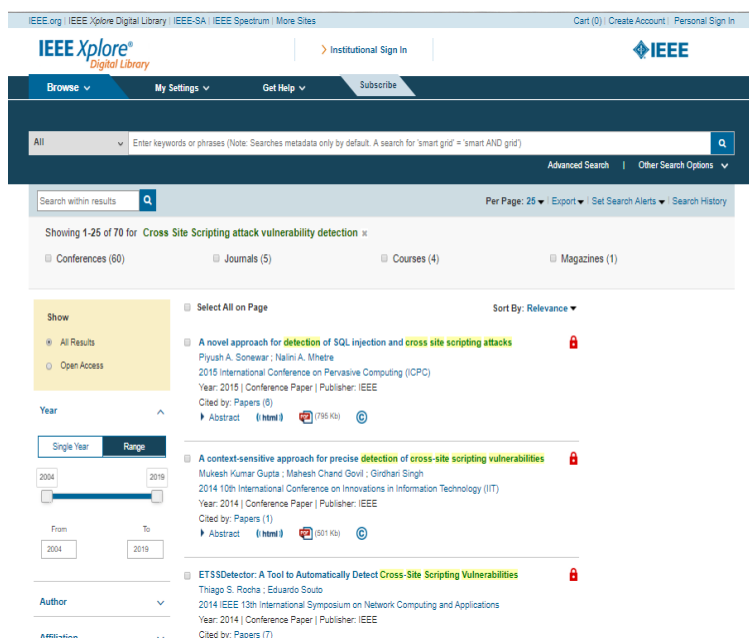 IEEE.org | IEEE Xplore Digital Library | IEEE-SA | IEEE Spectrum | More Sites
Cart (0) | Create Account | Personal Sign In
IEEE Xplore®
Digital Library
Institutional Sign In
IEEE
Browse
My Settings
Get Help
Subscribe
All
Enter keywords or phrases (Note: Searches metadata only by default. A search for 'smart grid' = 'smart AND grid')
Advanced Search | Other Search Options
Search within results
Per Page: 25 | Export | Set Search Alerts | Search History
Showing 1-25 of 70 for Cross Site Scripting attack vulnerability detection ×
Conferences (60)
Journals (5)
Courses (4)
Magazines (1)
Show
All Results
Open Access
Year
Single Year
Range
2004
2019
From
To
2004
2019
Author
Affiliation
Select All on Page
Sort By: Relevance
A novel approach for detection of SQL injection and cross site scripting attacks
Piyush A. Sonewar ; Nalini A. Mhetre
2015 International Conference on Pervasive Computing (ICPC)
Year: 2015 | Conference Paper | Publisher: IEEE
Cited by: Papers (6)
Abstract ((html)) PDF (795 Kb) ©
A context-sensitive approach for precise detection of cross-site scripting vulnerabilities
Mukesh Kumar Gupta ; Mahesh Chand Govil ; Girdhari Singh
2014 10th International Conference on Innovations in Information Technology (IIT)
Year: 2014 | Conference Paper | Publisher: IEEE
Cited by: Papers (1)
Abstract ((html)) PDF (501 Kb) ©
ETSSDetector: A Tool to Automatically Detect Cross-Site Scripting Vulnerabilities
Thiago S. Rocha ; Eduardo Souto
2014 IEEE 13th International Symposium on Network Computing and Applications
Year: 2014 | Conference Paper | Publisher: IEEE
Cited by: Papers (7)